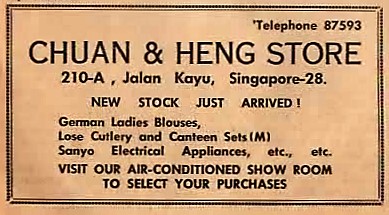 'Telephone 87593
CHUAN & HENG STORE
210-A , Jalan Kayu, Singapore-28.
NEW STOCK JUST ARRIVED !
German Ladies Blouses,
Lose Cutlery and Canteen Sets (M)
Sanyo Electrical Appliances, etc., etc.
VISIT OUR AIR-CONDITIONED SHOW ROOM
TO SELECT YOUR PURCHASES